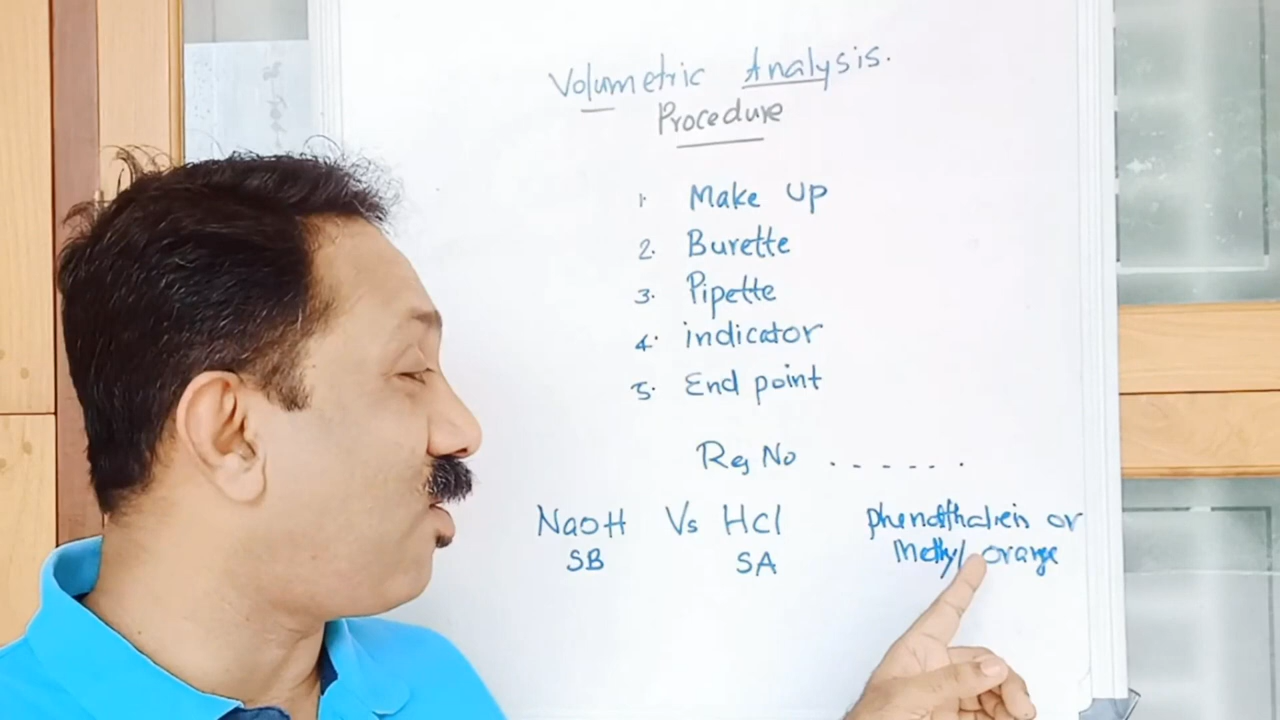 Volumetric Analysis.
Procedure
1. Make Up
2. Burette
3. Pipette
4. indicator
5. End point
Reg No . . . . . .
NaOH Vs HCl phenolthalein or
SB SA Methyl orange